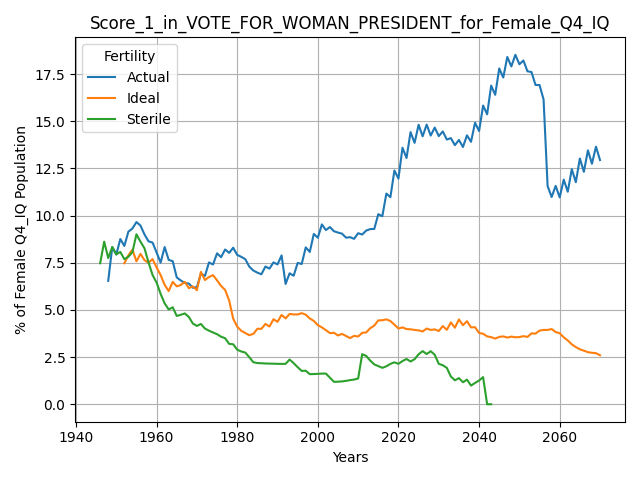 Score_1_in_VOTE_FOR_WOMAN_PRESIDENT_for_Female_Q4_IQ
Fertility
Actual
Ideal
Sterile
% of Female Q4_IQ Population
17.5
15.0
12.5
10.0
7.5
5.0
2.5
0.0
1940 1960 1980 2000 2020 2040 2060
Years